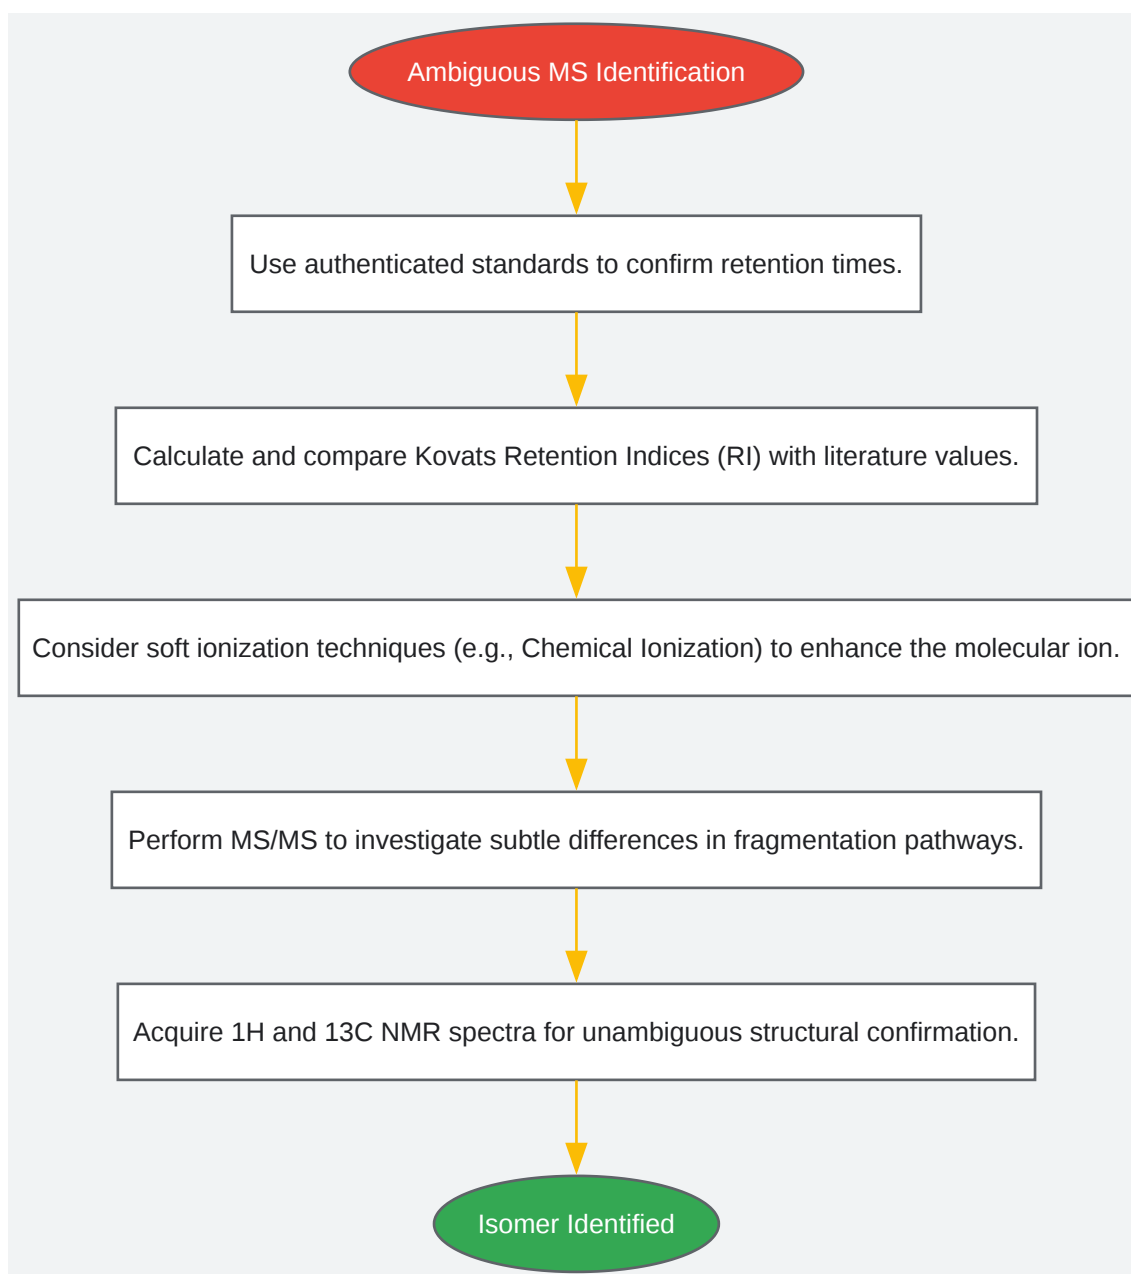 Ambiguous MS Identification
Use authenticated standards to confirm retention times.
Calculate and compare Kovats Retention Indices (RI) with literature values.
Consider soft ionization techniques (e.g., Chemical Ionization) to enhance the molecular ion.
Perform MS/MS to investigate subtle differences in fragmentation pathways.
Acquire 1H and 13C NMR spectra for unambiguous structural confirmation.
Isomer Identified